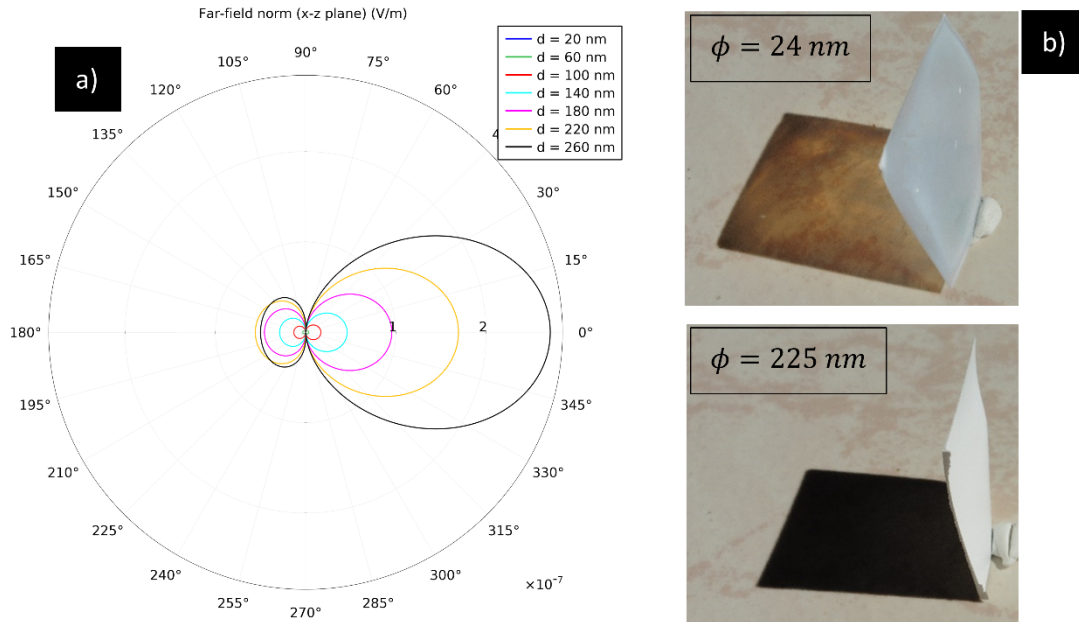 Far-field norm (x-z plane) (V/m)
a)
90°
105°
75°
120°
60°
135°
4
150°
30°
165°
15°
180°
1
2
0°
195°
345°
210°
330°
225°
315°
240°
300°
255°
285°
270°
×10⁻⁷
d = 20 nm
d = 60 nm
d = 100 nm
d = 140 nm
d = 180 nm
d = 220 nm
d = 260 nm
ϕ = 24 nm
b)
ϕ = 225 nm